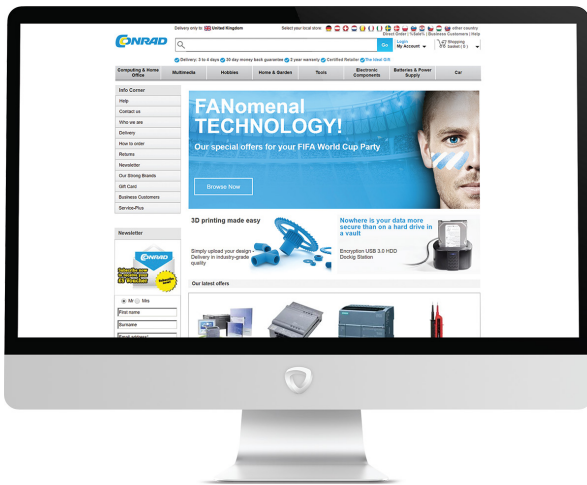 Delivery only to: United Kingdom
Select your local store
other country
Direct Order | %Sale% | Business Customers | Help
CONRAD
Go
Login
My Account
Shopping
basket ( 0 )
Delivery: 3 to 4 days
30 day money back guarantee
2 year warranty
Certified Retailer
The ideal Gift
Computing & Home
Office
Multimedia
Hobbies
Home & Garden
Tools
Electronic
Components
Batteries & Power
Supply
Car
Info Corner
Help
Contact us
Who we are
Delivery
How to order
Returns
Newsletter
Our Strong Brands
Gift Card
Business Customers
Service-Plus
FANomenal
TECHNOLOGY!
Our special offers for your FIFA World Cup Party
Browse Now
3D printing made easy
Simply upload your design -
Delivery in industry-grade
quality
Nowhere is your data more
secure than on a hard drive in
a vault
Encryption USB 3.0 HDD
Dockig Station
Newsletter
CONRAD
Subscribe now
£5 Voucher
Mr
Mrs
First name
Surname
Our latest offers